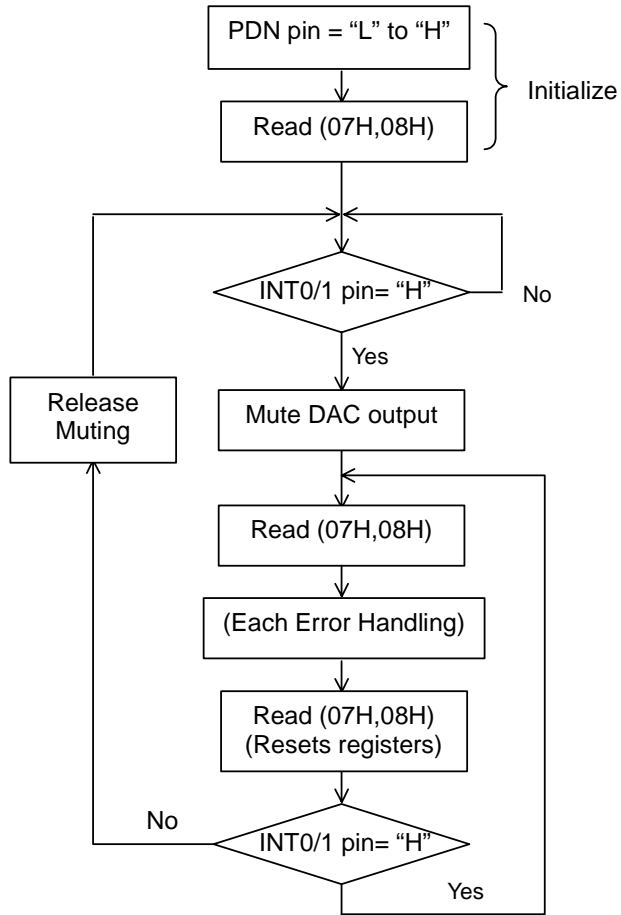 PDN pin = “L” to “H”
Initialize
Read (07H,08H)
INT0/1 pin= “H”
No
Yes
Release
Muting
Mute DAC output
Read (07H,08H)
(Each Error Handling)
Read (07H,08H)
(Resets registers)
No
INT0/1 pin= “H”
Yes